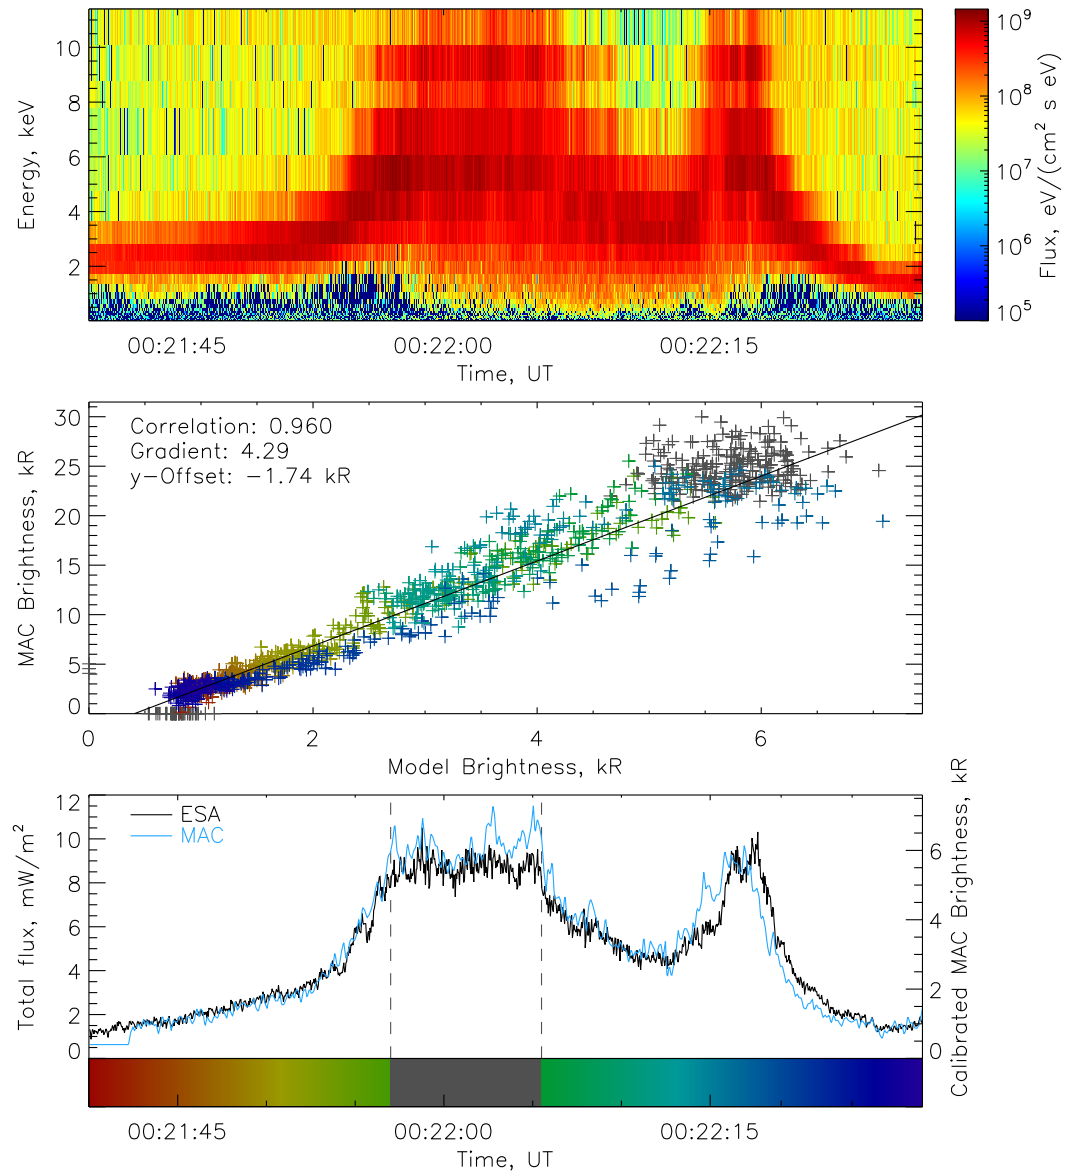 10
8
6
4
2
Energy, keV
00:21:45 00:22:00 00:22:15
Time, UT
10⁹
10⁸
10⁷
10⁶
10⁵
Flux, eV/(cm² s eV)
Correlation: 0.960
Gradient: 4.29
y-Offset: −1.74 kR
30
25
20
15
10
5
0
MAC Brightness, kR
0 2 4 6
Model Brightness, kR
ESA
MAC
12
10
8
6
4
2
0
Total flux, mW/m²
6
4
2
0
Calibrated MAC Brightness, kR
00:21:45 00:22:00 00:22:15
Time, UT